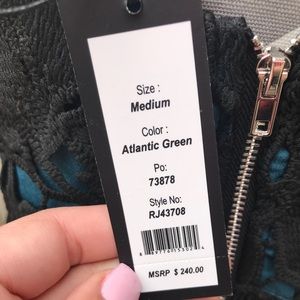 Size :
Medium
Color :
Atlantic Green
Po:
73878
Style No:
RJ43708
MSRP $ 240.00